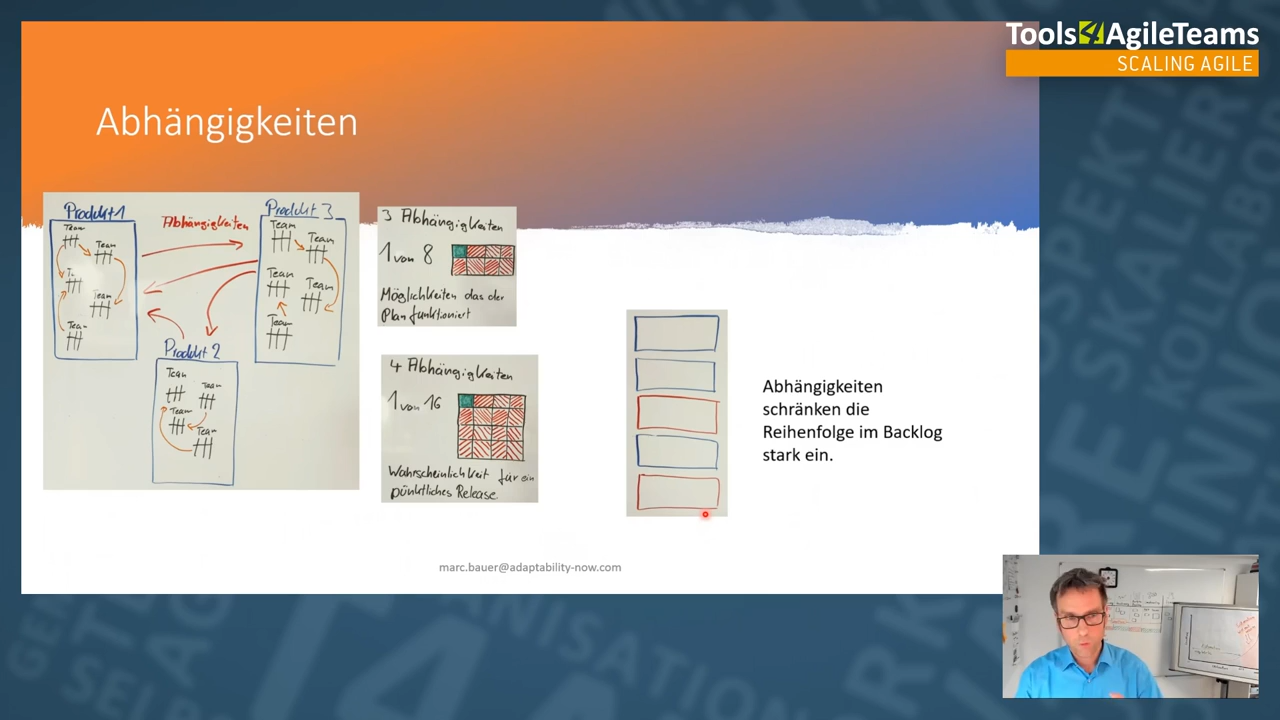 Tools4AgileTeams
SCALING AGILE
Abhängigkeiten
Produkt 1
Abhängigkeiten
Produkt 3
Team
Team
Team
Team
Team
Team
Team
Team
Team
Produkt 2
Team
Team
Team
Team
3 Abhängigkeiten
1 von 8
Möglichkeiten das der
Plan funktioniert
4 Abhängigkeiten
1 von 16
Wahrscheinlichkeit für ein
pünktliches Release
Abhängigkeiten
schränken die
Reihenfolge im Backlog
stark ein.
marc.bauer@adaptability-now.com